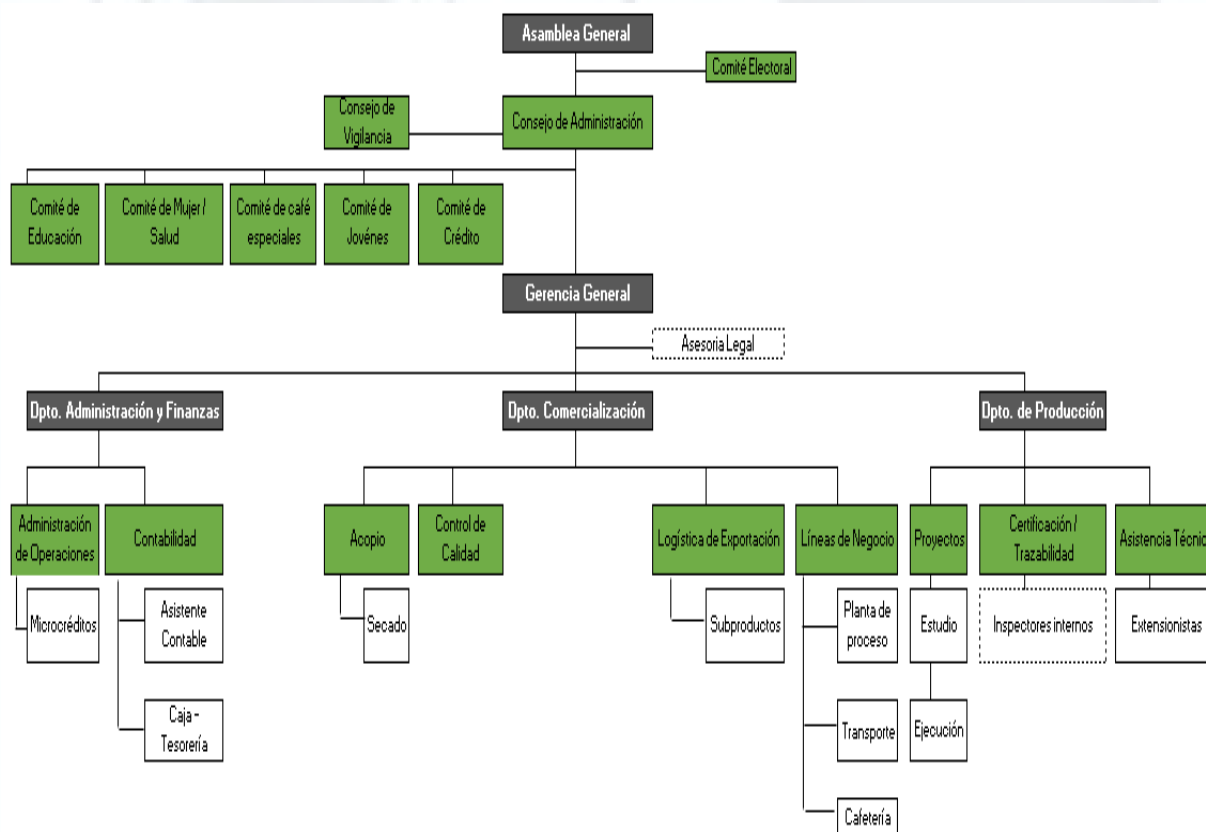 Asamblea General
Comité Electoral
Consejo de
Vigilancia
Consejo de Administración
Comité de
Educación
Comité de Mujer /
Salud
Comité de café
especiales
Comité de
Jovénes
Comité de
Crédito
Gerencia General
Asesoria Legal
Dpto. Administración y Finanzas
Dpto. Comercialización
Dpto. de Producción
Administración
de Operaciones
Contabilidad
Acopio
Control de
Calidad
Logística de Exportación
Líneas de Negocio
Proyectos
Certificación /
Trazabilidad
Asistencia Técnic
Microcréditos
Asistente
Contable
Secado
Subproductos
Planta de
proceso
Estudio
Inspectores internos
Extensionistas
Caja -
Tesorería
Transporte
Ejecución
Cafetería